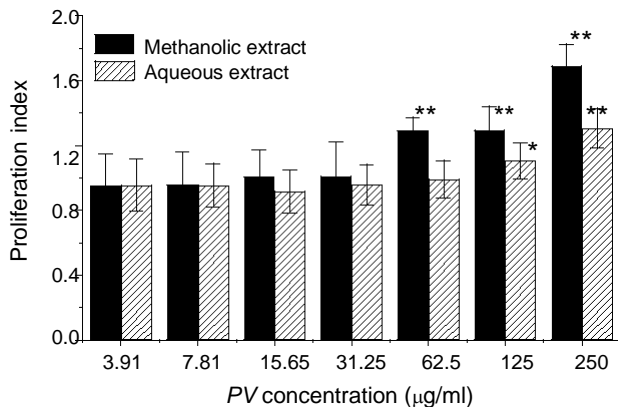 Proliferation index
2.0
1.6
1.2
0.8
0.4
0.0
Methanolic extract
Aqueous extract
** ** * ** **
3.91 7.81 15.65 31.25 62.5 125 250
PV concentration (μg/ml)